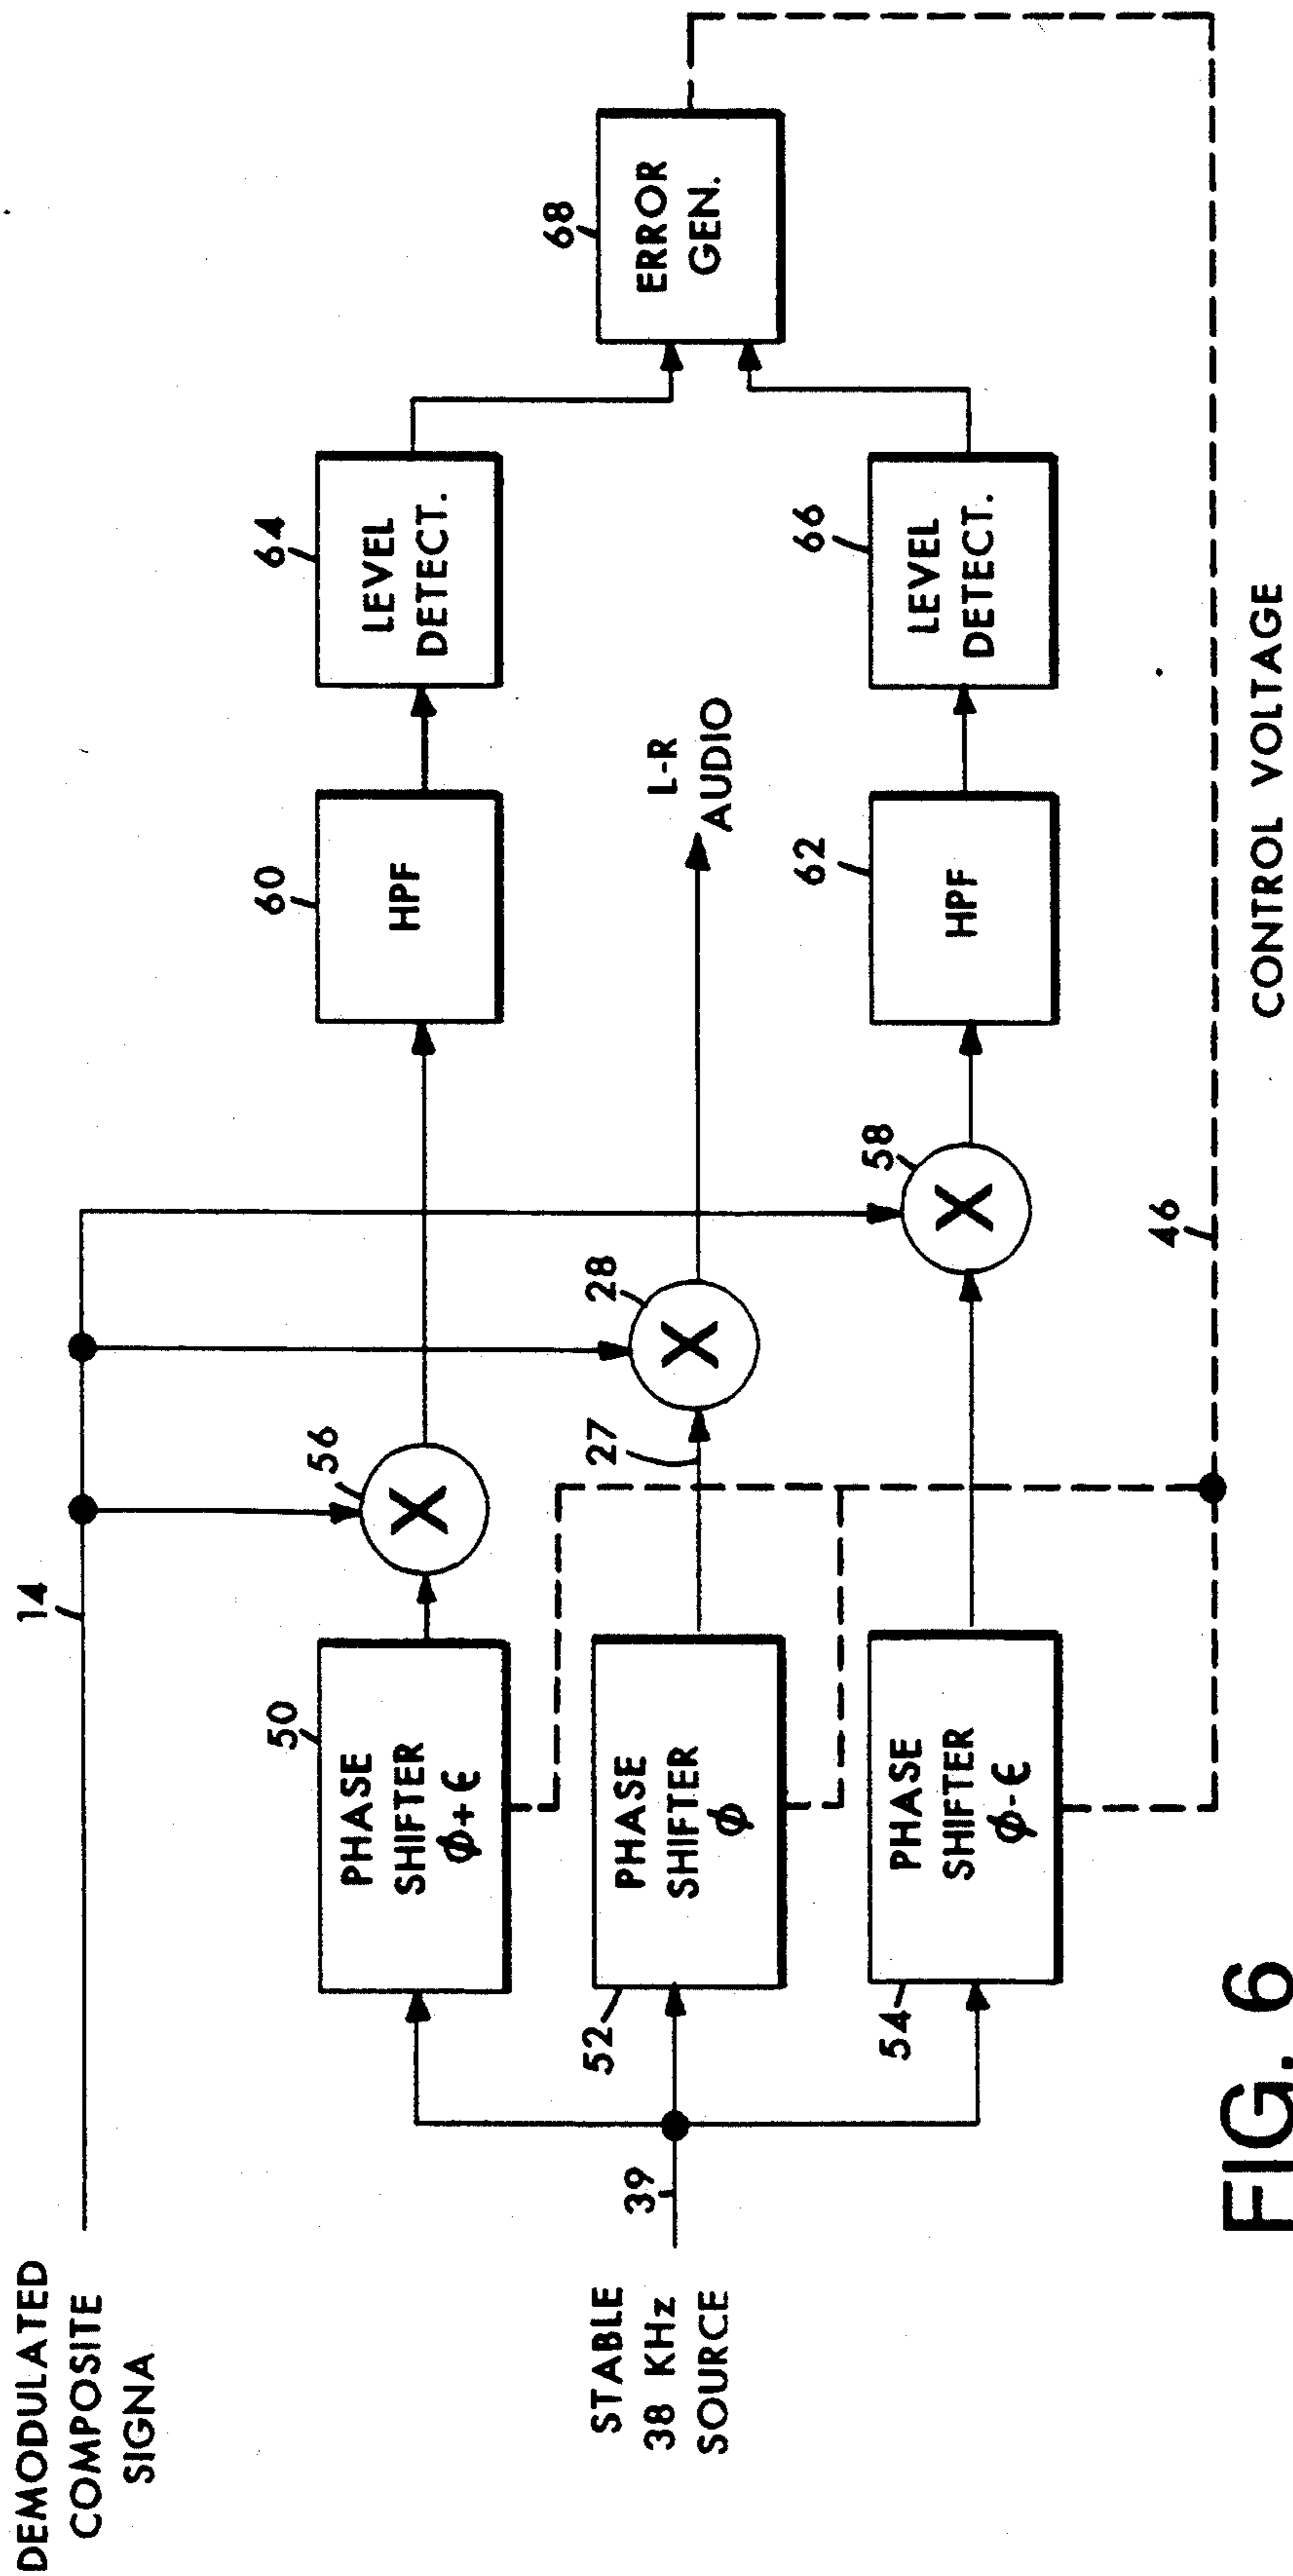 DEMODULATED
COMPOSITE
SIGNA
14
STABLE
38 KHz
SOURCE
39
50
PHASE
SHIFTER
ϕ+ϵ
52
PHASE
SHIFTER
ϕ
54
PHASE
SHIFTER
ϕ-ϵ
56
X
27
28
X
58
X
60
HPF
L-R
AUDIO
62
HPF
64
LEVEL
DETECT.
66
LEVEL
DETECT.
68
ERROR
GEN.
46
CONTROL VOLTAGE
FIG. 6